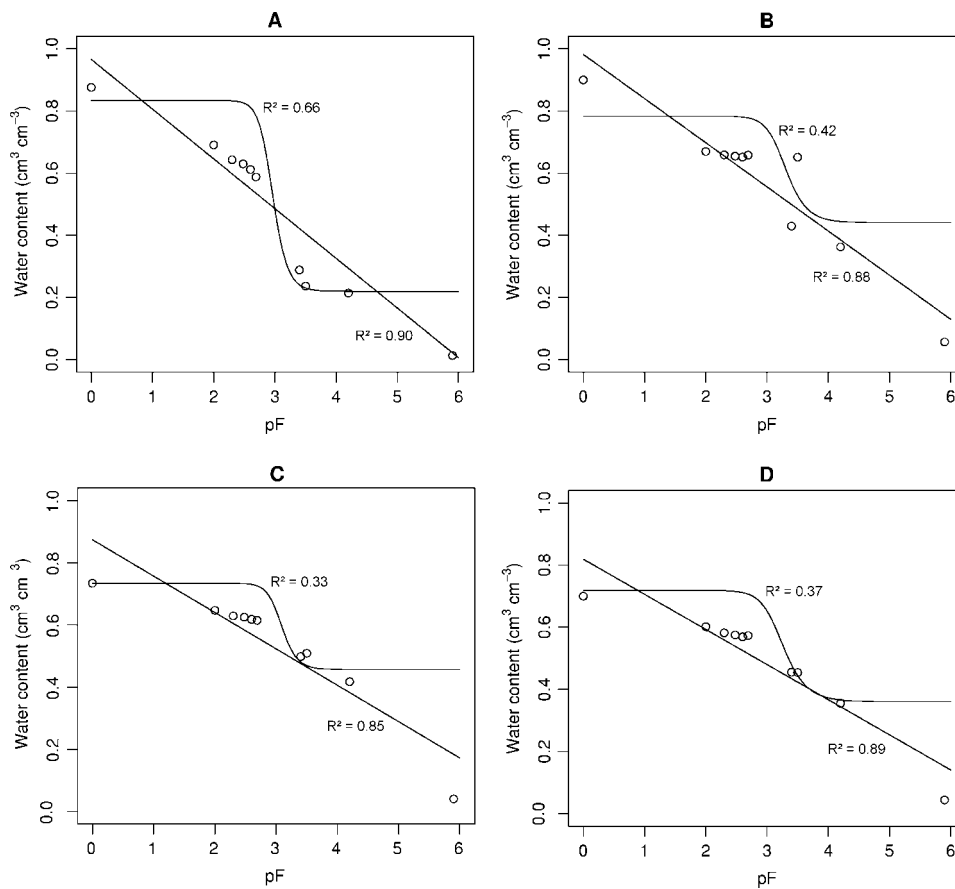 A
Water content (cm³ cm⁻³)
1.0
0.8
0.6
0.4
0.2
0.0
R² = 0.66
R² = 0.90
0 1 2 3 4 5 6
pF
B
Water content (cm³ cm⁻³)
1.0
0.8
0.6
0.4
0.2
0.0
R² = 0.42
R² = 0.88
0 1 2 3 4 5 6
pF
C
Water content (cm³ cm³)
1.0
0.8
0.6
0.4
0.2
0.0
R² = 0.33
R² = 0.85
0 1 2 3 4 5 6
pF
D
Water content (cm³ cm⁻³)
1.0
0.8
0.6
0.4
0.2
0.0
R² = 0.37
R² = 0.89
0 1 2 3 4 5 6
pF